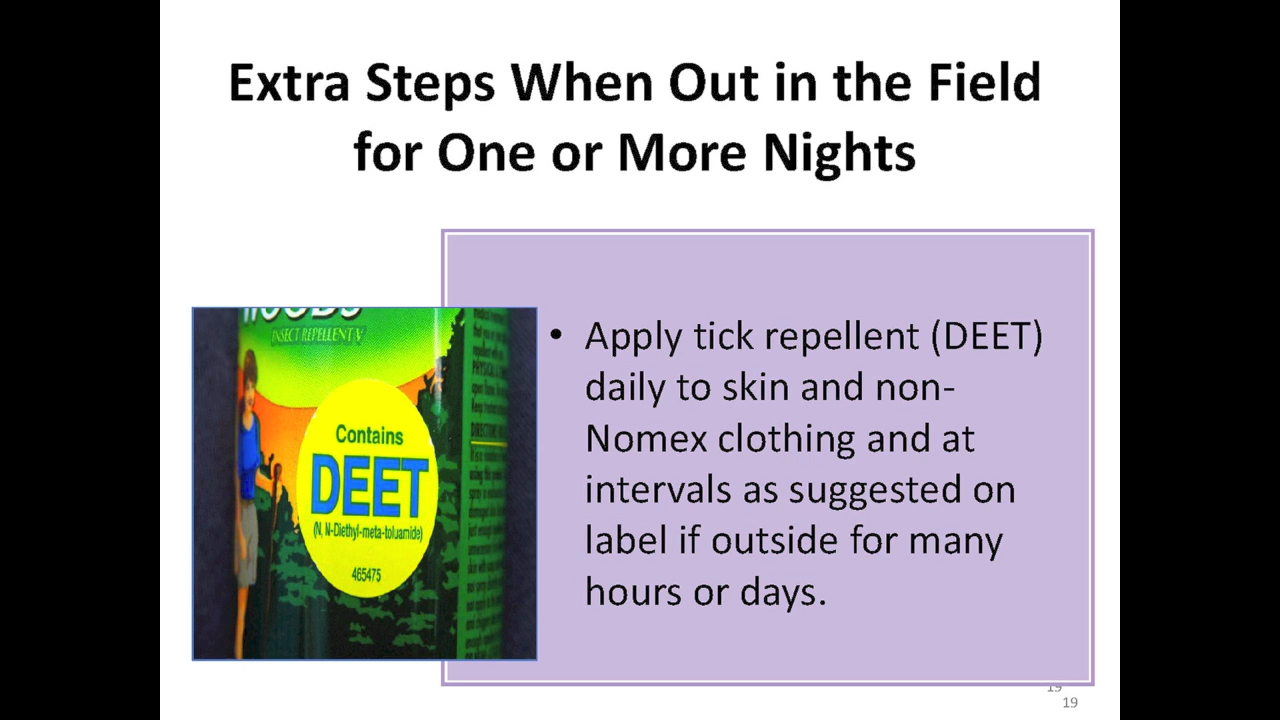 Extra Steps When Out in the Field
for One or More Nights
INSECT REPELLENT V
Contains
DEET
(N, N-Diethyl-meta-toluamide)
465475
• Apply tick repellent (DEET)
daily to skin and non-
Nomex clothing and at
intervals as suggested on
label if outside for many
hours or days.
19
19